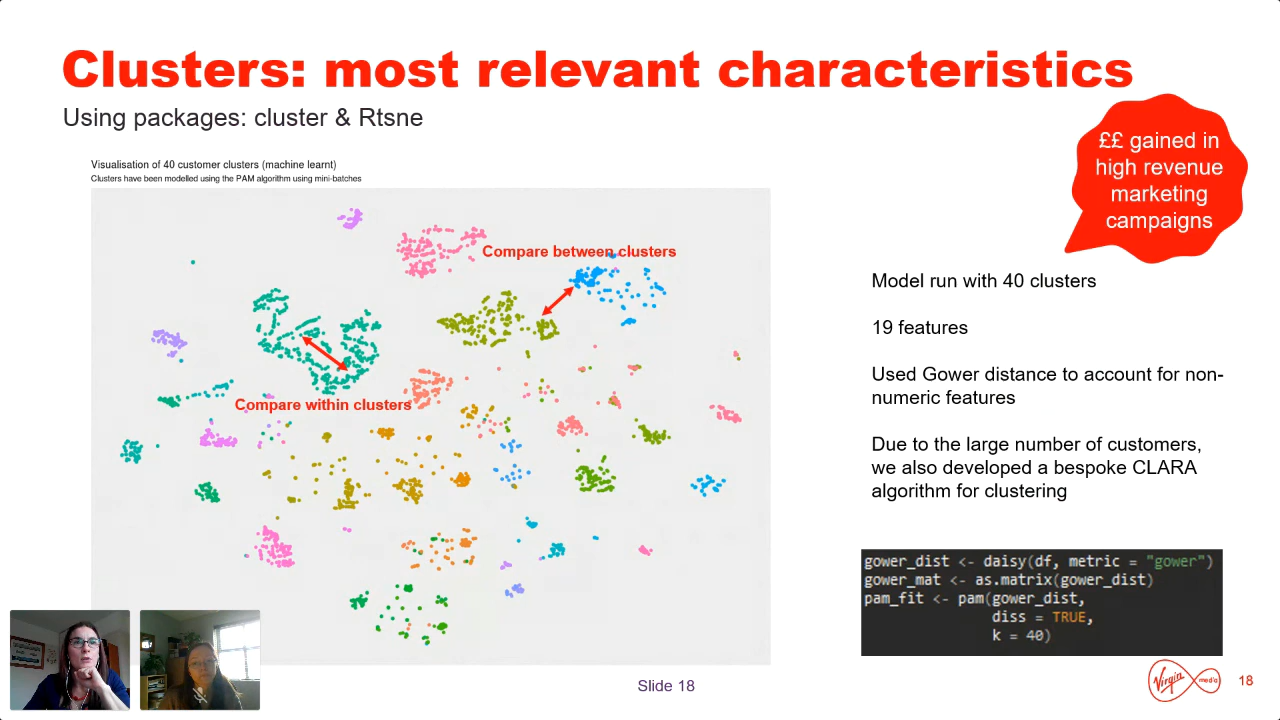 Clusters: most relevant characteristics
Using packages: cluster & Rtsne
££ gained in
high revenue
marketing
campaigns
Visualisation of 40 customer clusters (machine learnt)
Clusters have been modelled using the PAM algorithm using mini-batches
Compare between clusters
Compare within clusters
Model run with 40 clusters
19 features
Used Gower distance to account for non-
numeric features
Due to the large number of customers,
we also developed a bespoke CLARA
algorithm for clustering
gower_dist <- daisy(df, metric = "gower")
gower_mat <- as.matrix(gower_dist)
pam_fit <- pam(gower_dist,
diss = TRUE,
k = 40)
Slide 18
Virgin media
18